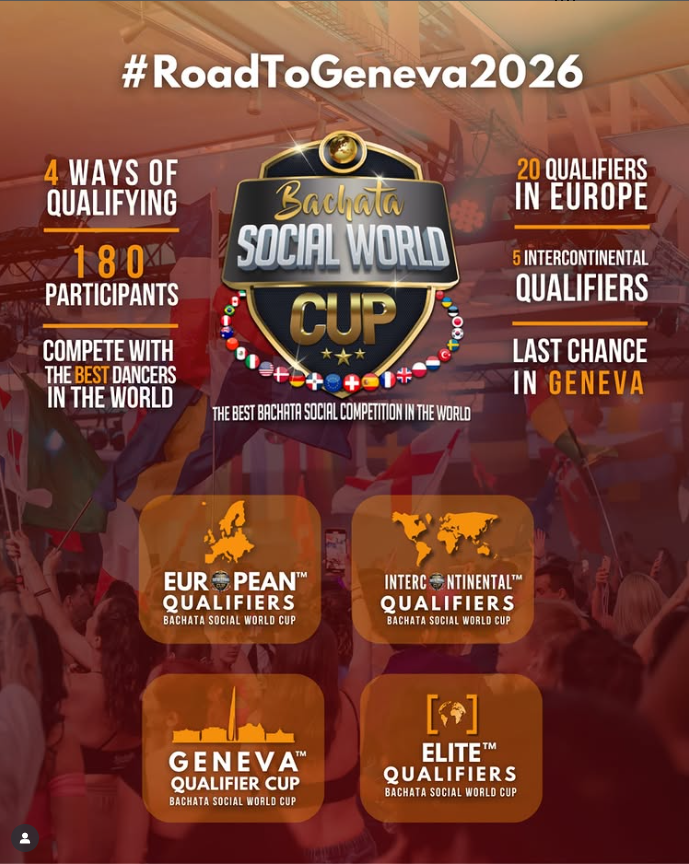 #RoadToGeneva2026
4 WAYS OF
QUALIFYING
180
PARTICIPANTS
COMPETE WITH
THE BEST DANCERS
IN THE WORLD
Bachata
SOCIAL WORLD
CUP
THE BEST BACHATA SOCIAL COMPETITION IN THE WORLD
20 QUALIFIERS
IN EUROPE
5 INTERCONTINENTAL
QUALIFIERS
LAST CHANCE
IN GENEVA
EUROPEAN™
QUALIFIERS
BACHATA SOCIAL WORLD CUP
INTERCONTINENTAL™
QUALIFIERS
BACHATA SOCIAL WORLD CUP
GENEVA™
QUALIFIER CUP
BACHATA SOCIAL WORLD CUP
ELITE™
QUALIFIERS
BACHATA SOCIAL WORLD CUP